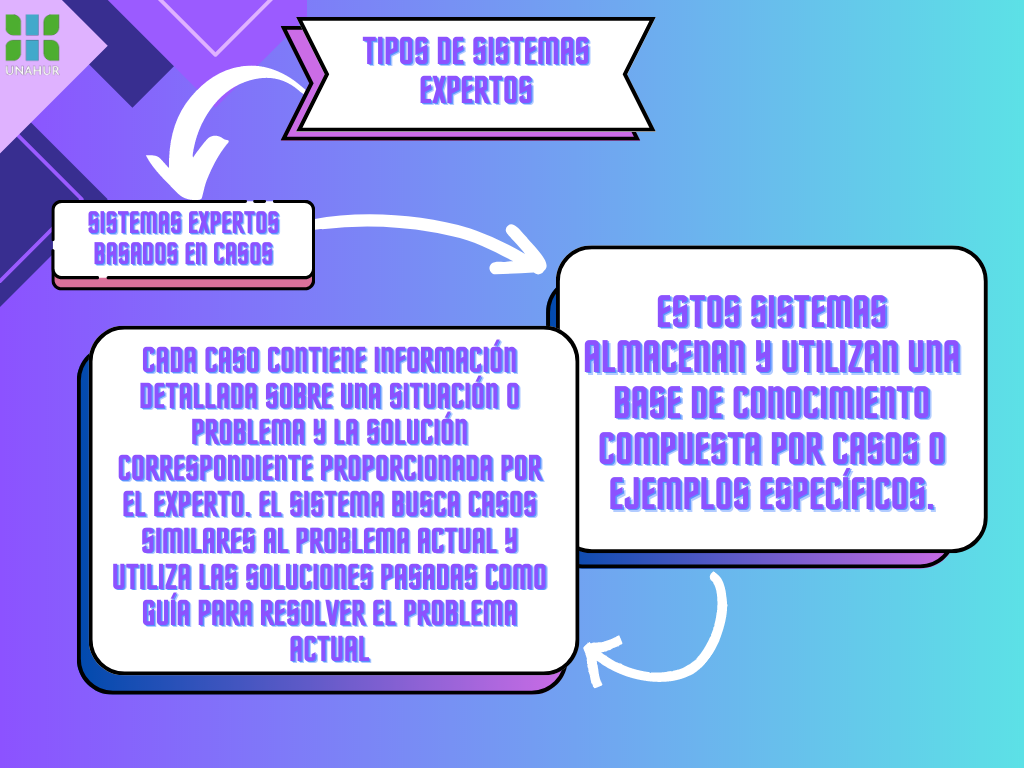 UNAHUR
TIPOS DE SISTEMAS
EXPERTOS
SISTEMAS EXPERTOS
BASADOS EN CASOS
ESTOS SISTEMAS
ALMACENAN Y UTILIZAN UNA
BASE DE CONOCIMIENTO
COMPUESTA POR CASOS O
EJEMPLOS ESPECÍFICOS.
CADA CASO CONTIENE INFORMACIÓN
DETALLADA SOBRE UNA SITUACIÓN O
PROBLEMA Y LA SOLUCIÓN
CORRESPONDIENTE PROPORCIONADA POR
EL EXPERTO. EL SISTEMA BUSCA CASOS
SIMILARES AL PROBLEMA ACTUAL Y
UTILIZA LAS SOLUCIONES PASADAS COMO
GUÍA PARA RESOLVER EL PROBLEMA
ACTUAL